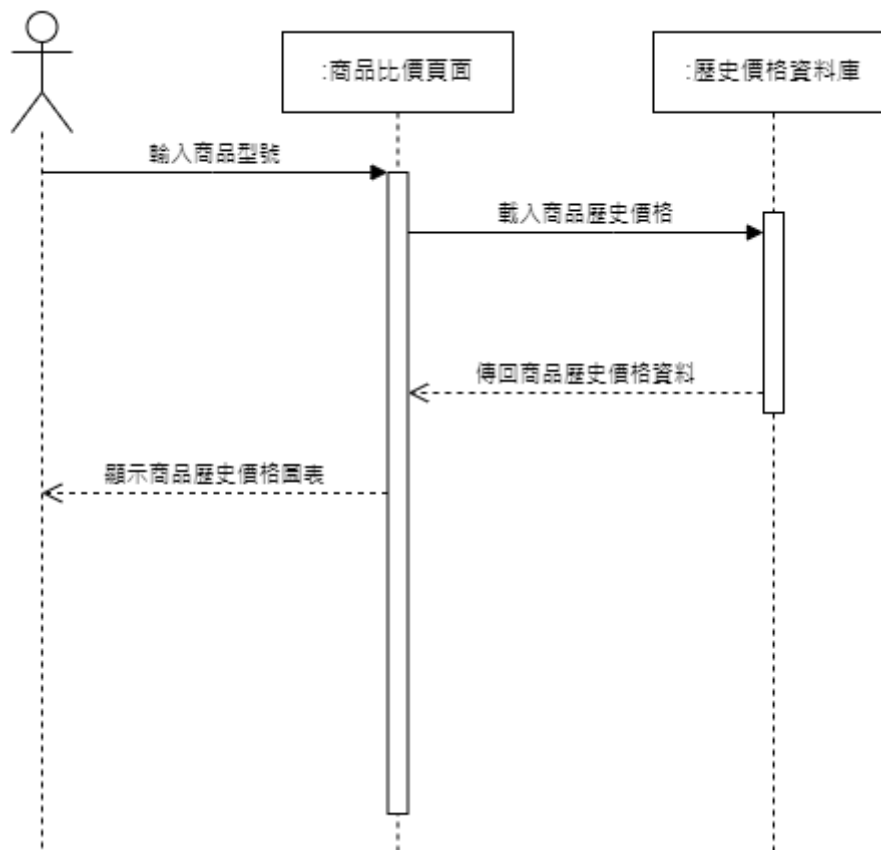 :商品比價頁面
:歷史價格資料庫
輸入商品型號
載入商品歷史價格
傳回商品歷史價格資料
顯示商品歷史價格圖表